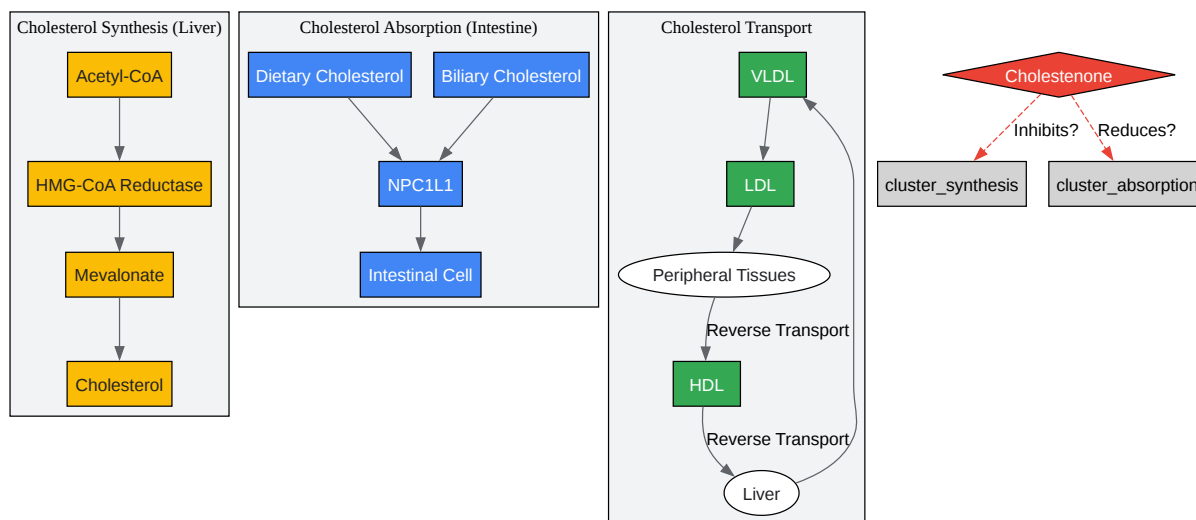 Cholesterol Synthesis (Liver)
Acetyl-CoA
HMG-CoA Reductase
Mevalonate
Cholesterol
Cholesterol Absorption (Intestine)
Dietary Cholesterol
Biliary Cholesterol
NPC1L1
Intestinal Cell
Cholesterol Transport
VLDL
LDL
Peripheral Tissues
Reverse Transport
HDL
Reverse Transport
Liver
Cholestenone
Inhibits?
Reduces?
cluster_synthesis
cluster_absorption